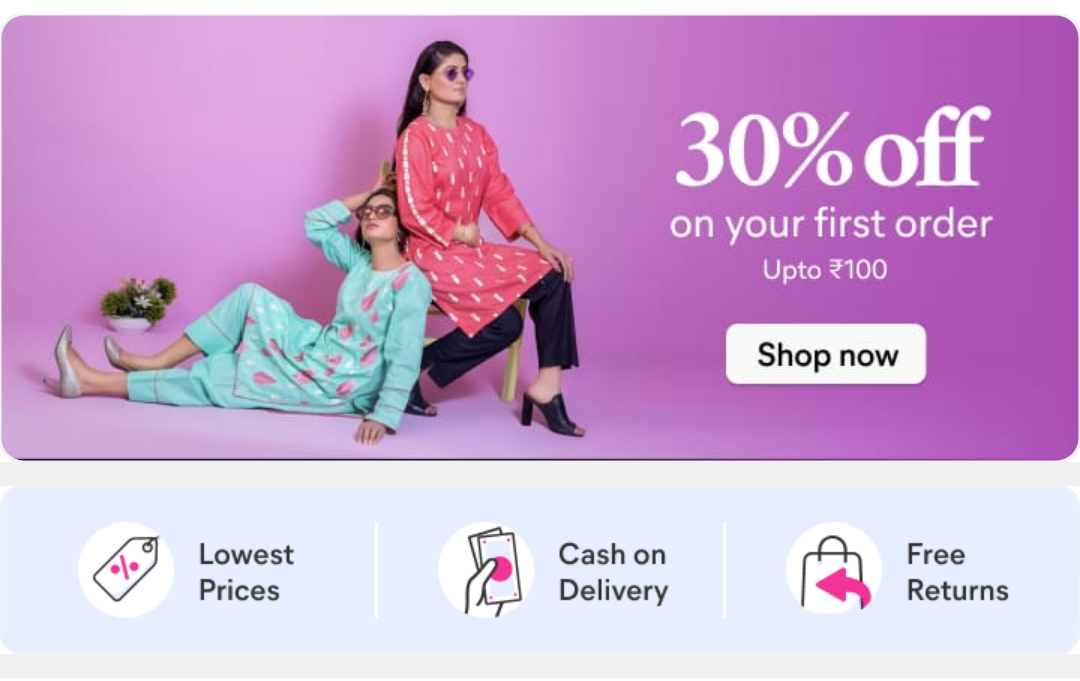 30% off
on your first order
Upto ₹100
Shop now
Lowest
Prices
Cash on
Delivery
Free
Returns